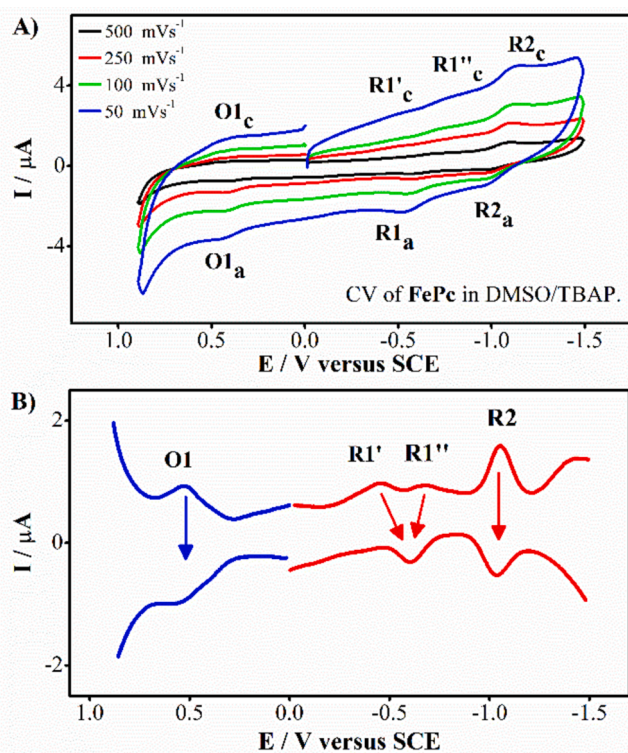 A)
500 mVs⁻¹
250 mVs⁻¹
100 mVs⁻¹
50 mVs⁻¹
O1c
R1'c
R1''c
R2c
4
0
-4
I / µA
O1a
R1a
R2a
CV of FePc in DMSO/TBAP.
1.0 0.5 0.0 -0.5 -1.0 -1.5
E / V versus SCE
B)
2
0
-2
I / µA
O1
R1'
R1''
R2
1.0 0.5 0.0 -0.5 -1.0 -1.5
E / V versus SCE